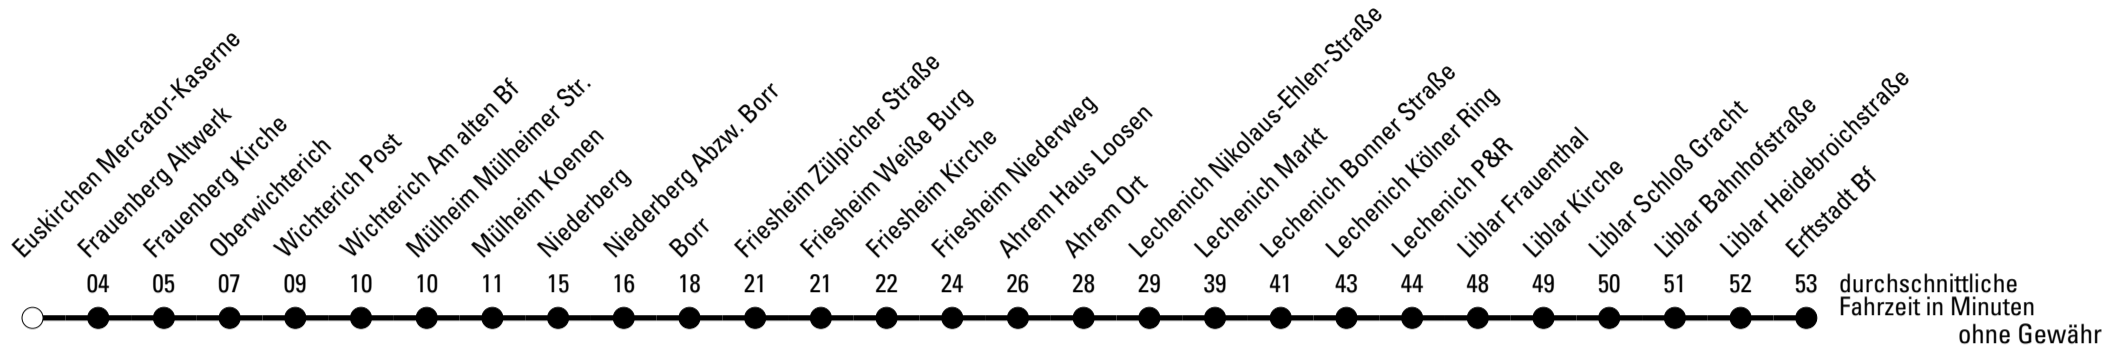 Euskirchen Mercator-Kaserne
Frauenberg Altwerk
Frauenberg Kirche
Oberwichterich
Wichterich Post
Wichterich Am alten Bf
Mülheim Mülheimer Str.
Mülheim Koenen
Niederberg
Niederberg Abzw. Borr
Borr
Friesheim Zülpicher Straße
Friesheim Weiße Burg
Friesheim Kirche
Friesheim Niederweg
Ahrem Haus Loosen
Ahrem Ort
Lechenich Nikolaus-Ehlen-Straße
Lechenich Markt
Lechenich Bonner Straße
Lechenich Kölner Ring
Lechenich P&R
Liblar Frauenthal
Liblar Kirche
Liblar Schloß Gracht
Liblar Bahnhofstraße
Liblar Heidebroichstraße
Erftstadt Bf
04 05 07 09 10 10 11 15 16 18 21 21 22 24 26 28 29 39 41 43 44 48 49 50 51 52 53
durchschnittliche
Fahrzeit in Minuten
ohne Gewähr